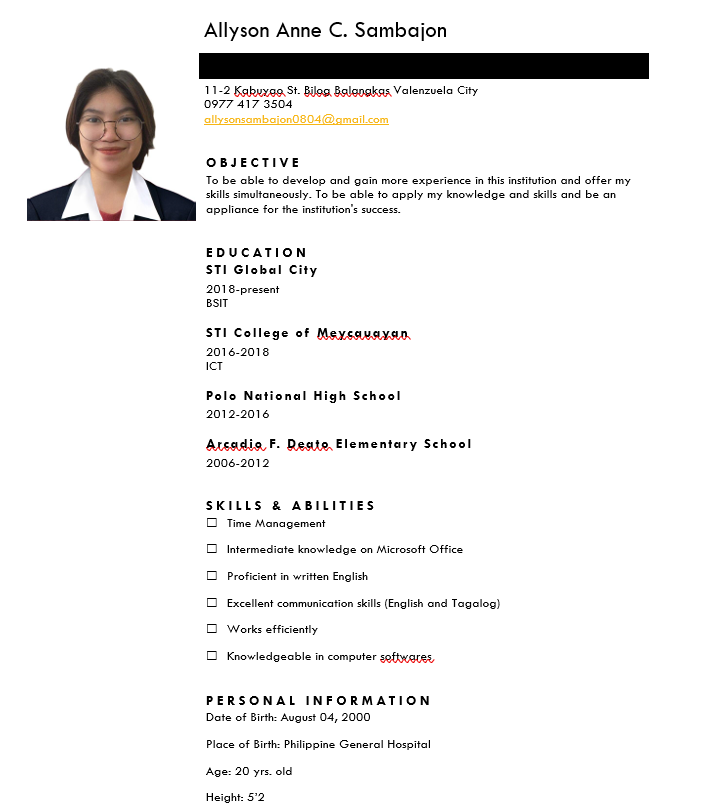 Allyson Anne C. Sambajon
11-2 Kabuyao St. Bilog Balangkas Valenzuela City
0977 417 3504
allysonsambajon0804@gmail.com
OBJECTIVE
To be able to develop and gain more experience in this institution and offer my
skills simultaneously. To be able to apply my knowledge and skills and be an
appliance for the institution's success.
EDUCATION
STI Global City
2018-present
BSIT
STI College of Meycauayan
2016-2018
ICT
Polo National High School
2012-2016
Arcadio F. Deato Elementary School
2006-2012
SKILLS & ABILITIES
☐ Time Management
☐ Intermediate knowledge on Microsoft Office
☐ Proficient in written English
☐ Excellent communication skills (English and Tagalog)
☐ Works efficiently
☐ Knowledgeable in computer softwares
PERSONAL INFORMATION
Date of Birth: August 04, 2000
Place of Birth: Philippine General Hospital
Age: 20 yrs. old
Height: 5'2